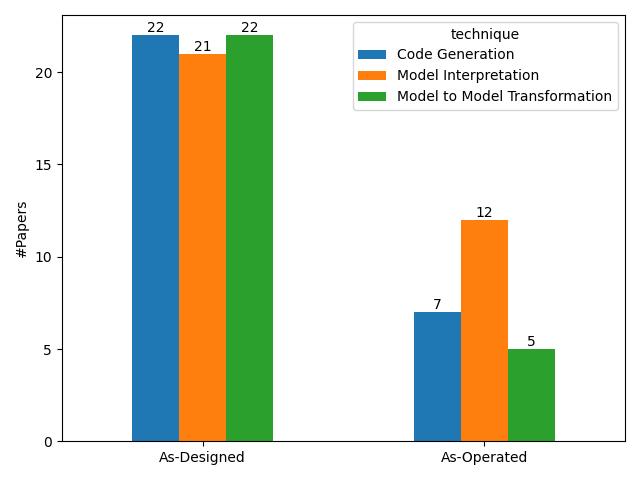 technique
Code Generation
Model Interpretation
Model to Model Transformation
#Papers
20
15
10
5
0
22
21
22
7
12
5
As-Designed
As-Operated